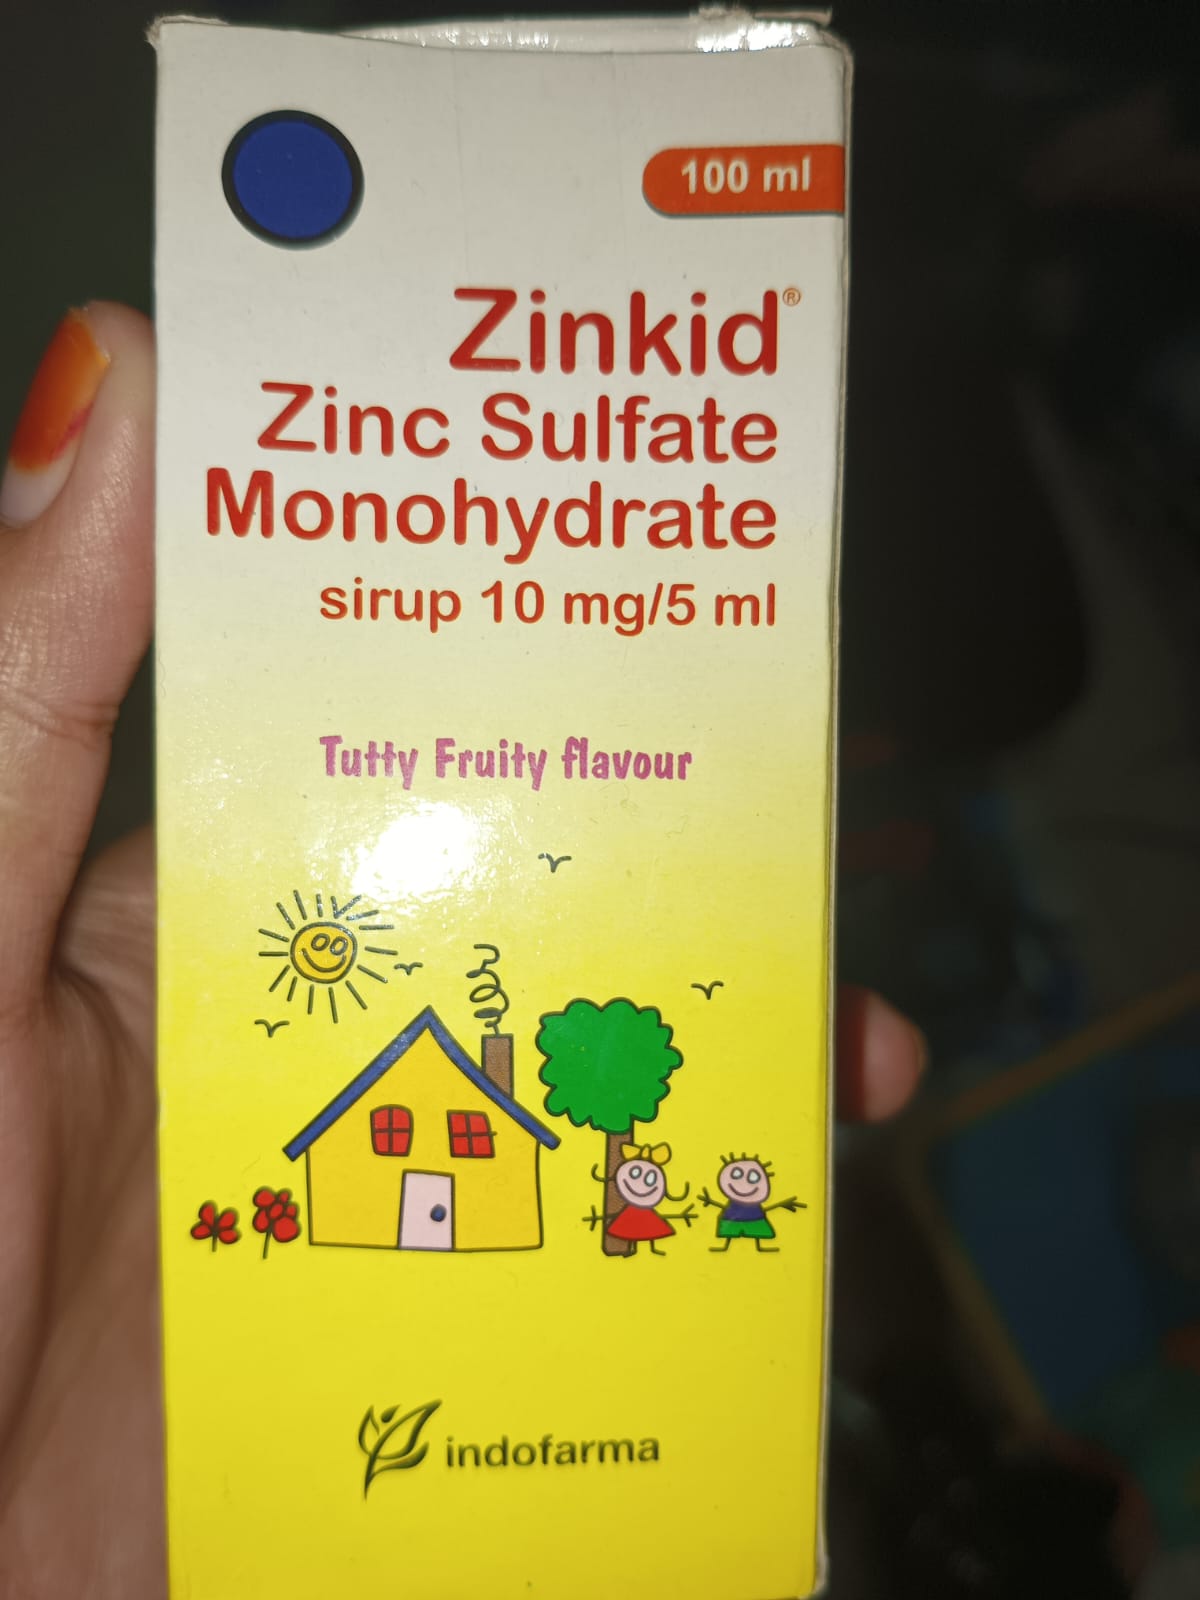 100 ml
Zinkid®
Zinc Sulfate
Monohydrate
sirup 10 mg/5 ml
Tutty Fruity flavour
indofarma